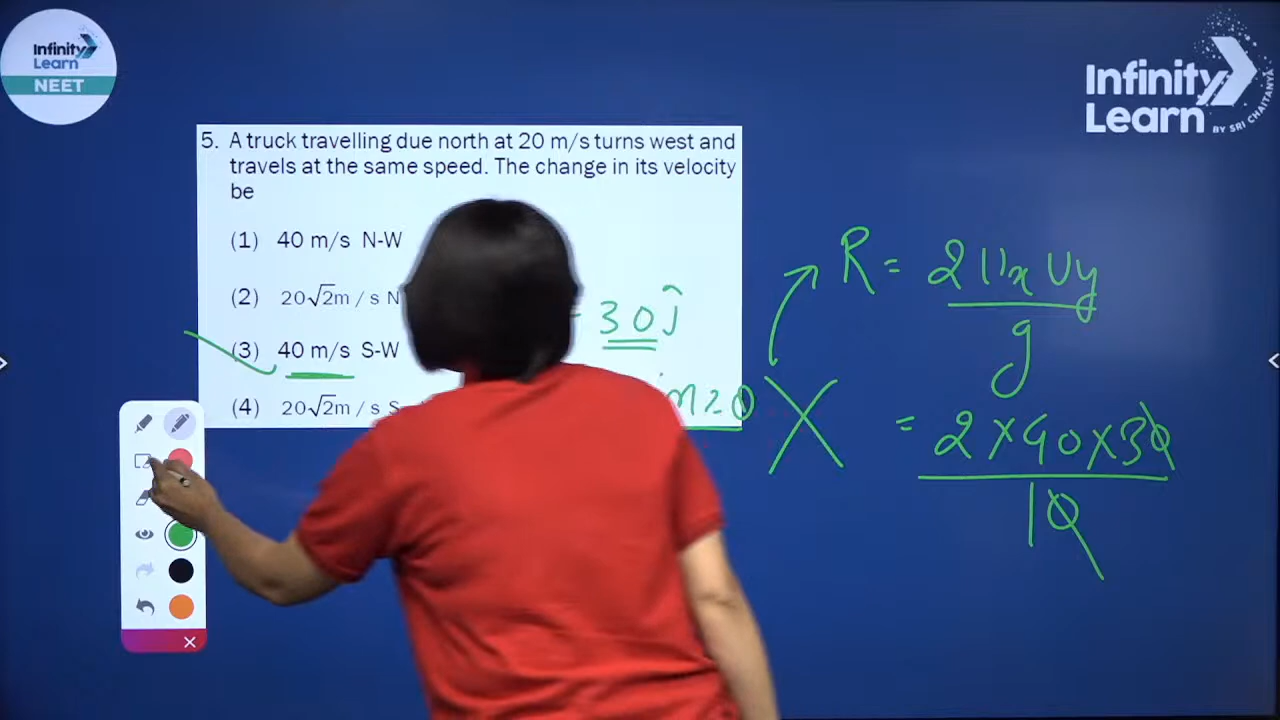 Infinity
Learn
NEET
Infinity
Learn
BY SRI CHAITANYA
5. A truck travelling due north at 20 m/s turns west and
travels at the same speed. The change in its velocity
be
(1) 40 m/s N-W
(2) 20√2m / s N
(3) 40 m/s S-W
(4) 20√2m / s S
30ĵ
R = 2UxUy
g
= 2×40×30
10